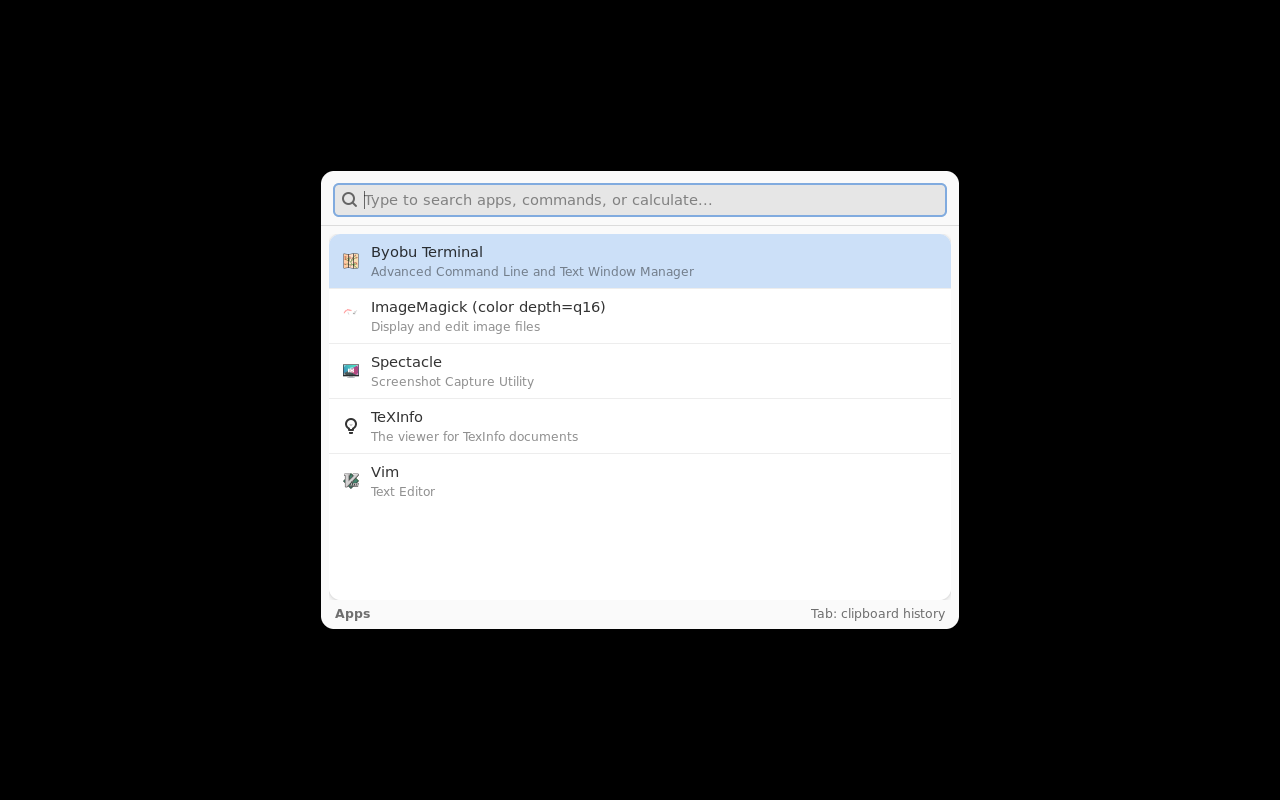 Type to search apps, commands, or calculate...
Byobu Terminal
Advanced Command Line and Text Window Manager
ImageMagick (color depth=q16)
Display and edit image files
Spectacle
Screenshot Capture Utility
TeXInfo
The viewer for TexInfo documents
Vim
Text Editor
Apps
Tab: clipboard history